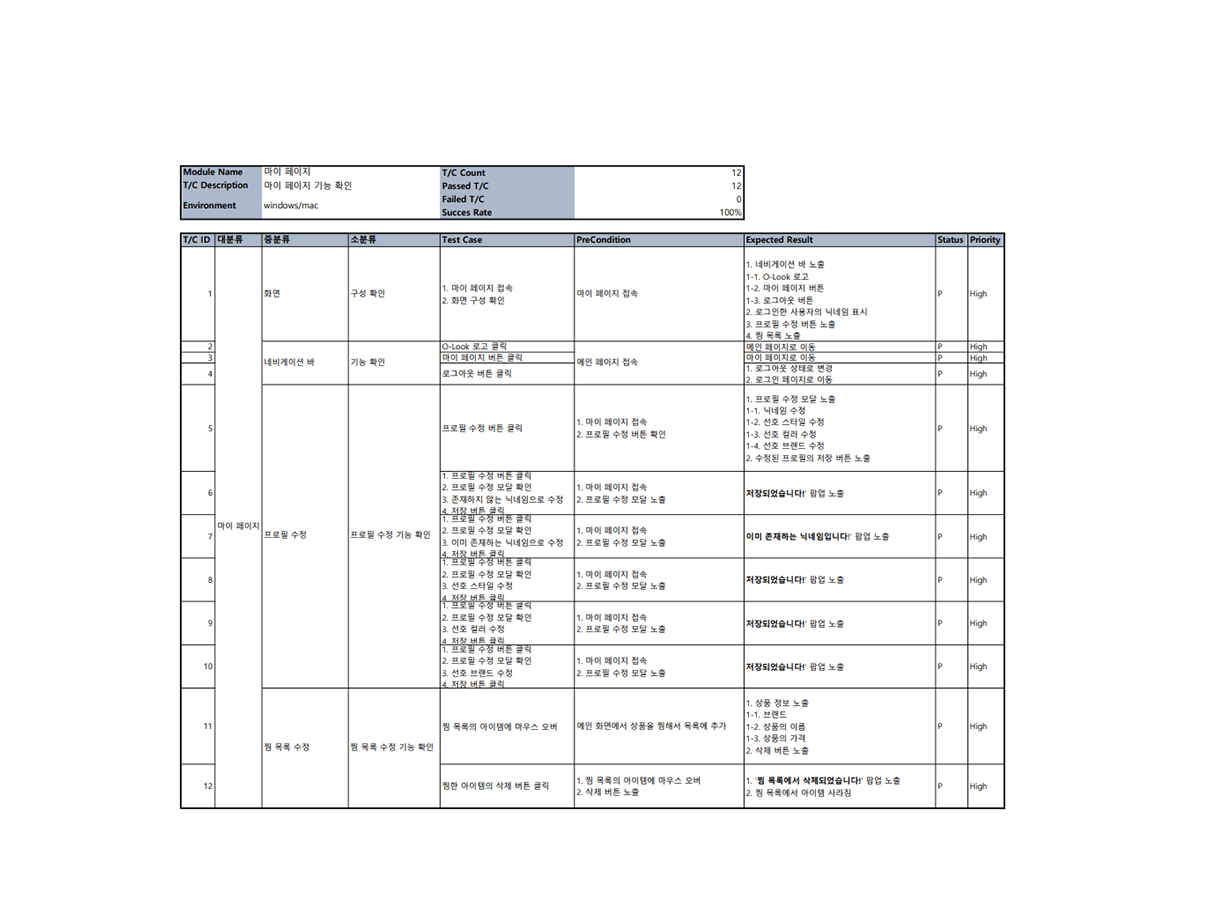 Module Name 마이 페이지 T/C Count 12
T/C Description 마이 페이지 기능 확인 Passed T/C 12
Environment windows/mac Failed T/C 0
Succes Rate 100%
T/C ID 대분류 중분류 소분류 Test Case PreCondition Expected Result Status Priority
마이 페이지
1 화면 구성 확인
1. 마이 페이지 접속
2. 화면 구성 확인
마이 페이지 접속
1. 네비게이션 바 노출
1-1. O-Look 로고
1-2. 마이 페이지 버튼
1-3. 로그아웃 버튼
2. 로그인한 사용자의 닉네임 표시
3. 프로필 수정 버튼 노출
4. 찜 목록 노출
P High
네비게이션 바 기능 확인 메인 페이지 접속
2 O-Look 로고 클릭 메인 페이지로 이동 P High
3 마이 페이지 버튼 클릭 마이 페이지로 이동 P High
4 로그아웃 버튼 클릭
1. 로그아웃 상태로 변경
2. 로그인 페이지로 이동
P High
프로필 수정 프로필 수정 기능 확인
5 프로필 수정 버튼 클릭
1. 마이 페이지 접속
2. 프로필 수정 버튼 확인
1. 프로필 수정 모달 노출
1-1. 닉네임 수정
1-2. 선호 스타일 수정
1-3. 선호 컬러 수정
1-4. 선호 브랜드 수정
2. 수정된 프로필의 저장 버튼 노출
P High
6
1. 프로필 수정 버튼 클릭
2. 프로필 수정 모달 확인
3. 존재하지 않는 닉네임으로 수정
4. 저장 버튼 클릭
1. 마이 페이지 접속
2. 프로필 수정 모달 노출
저장되었습니다!' 팝업 노출
P High
7
1. 프로필 수정 버튼 클릭
2. 프로필 수정 모달 확인
3. 이미 존재하는 닉네임으로 수정
4. 저장 버튼 클릭
1. 마이 페이지 접속
2. 프로필 수정 모달 노출
이미 존재하는 닉네임입니다!' 팝업 노출
P High
8
1. 프로필 수정 버튼 클릭
2. 프로필 수정 모달 확인
3. 선호 스타일 수정
4. 저장 버튼 클릭
1. 마이 페이지 접속
2. 프로필 수정 모달 노출
저장되었습니다!' 팝업 노출
P High
9
1. 프로필 수정 버튼 클릭
2. 프로필 수정 모달 확인
3. 선호 컬러 수정
4. 저장 버튼 클릭
1. 마이 페이지 접속
2. 프로필 수정 모달 노출
저장되었습니다!' 팝업 노출
P High
10
1. 프로필 수정 버튼 클릭
2. 프로필 수정 모달 확인
3. 선호 브랜드 수정
4. 저장 버튼 클릭
1. 마이 페이지 접속
2. 프로필 수정 모달 노출
저장되었습니다!' 팝업 노출
P High
찜 목록 수정 찜 목록 수정 기능 확인
11 찜 목록의 아이템에 마우스 오버 메인 화면에서 상품을 찜해서 목록에 추가
1. 상품 정보 노출
1-1. 브랜드
1-2. 상품의 이름
1-3. 상품의 가격
2. 삭제 버튼 노출
P High
12 찜한 아이템의 삭제 버튼 클릭
1. 찜 목록의 아이템에 마우스 오버
2. 삭제 버튼 노출
1. '찜 목록에서 삭제되었습니다!' 팝업 노출
2. 찜 목록에서 아이템 사라짐
P High